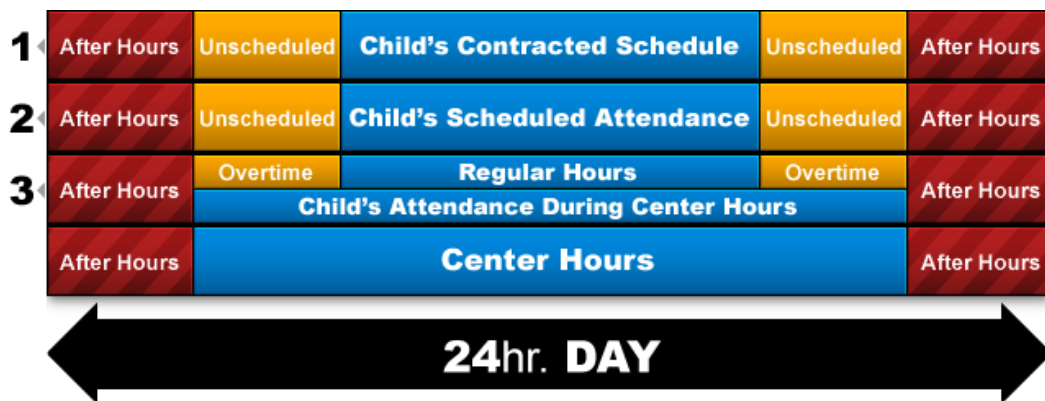 1 After Hours Unscheduled Child's Contracted Schedule Unscheduled After Hours
2 After Hours Unscheduled Child's Scheduled Attendance Unscheduled After Hours
3 After Hours Overtime Regular Hours Overtime After Hours
Child's Attendance During Center Hours
After Hours Center Hours After Hours
24hr. DAY